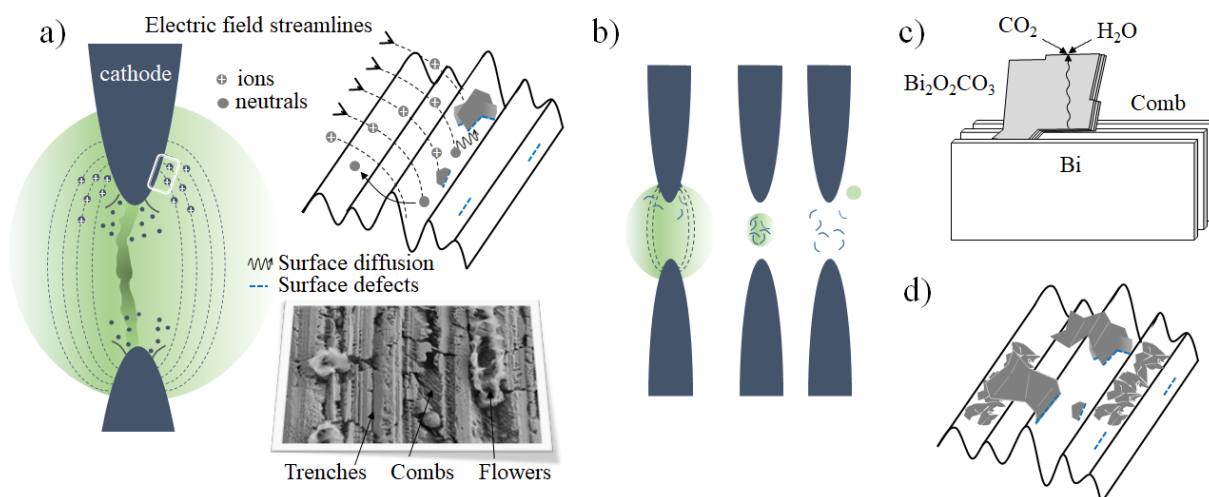 a)
Electric field streamlines
cathode
ions
neutrals
Surface diffusion
Surface defects
Trenches Combs Flowers
b)
c)
CO₂
H₂O
Bi₂O₂CO₃
Comb
Bi
d)